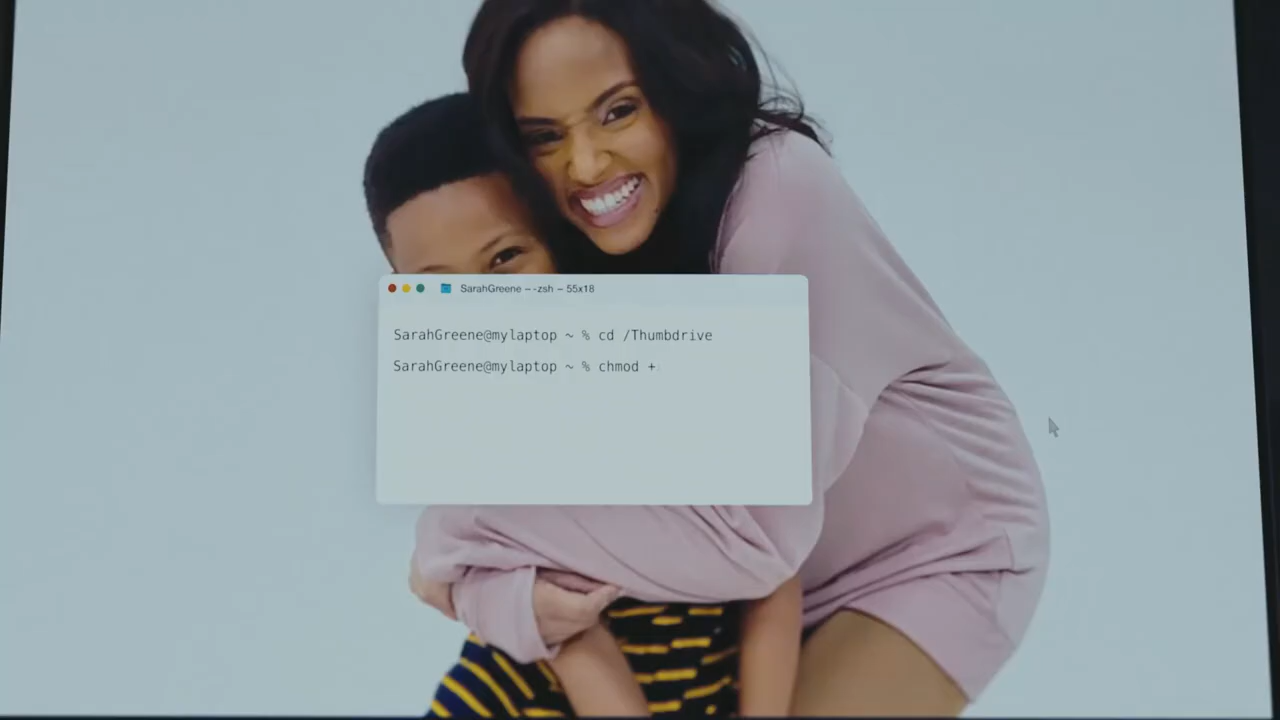 SarahGreene – -zsh – 55x18
SarahGreene@mylaptop ~ % cd /Thumbdrive
SarahGreene@mylaptop ~ % chmod +